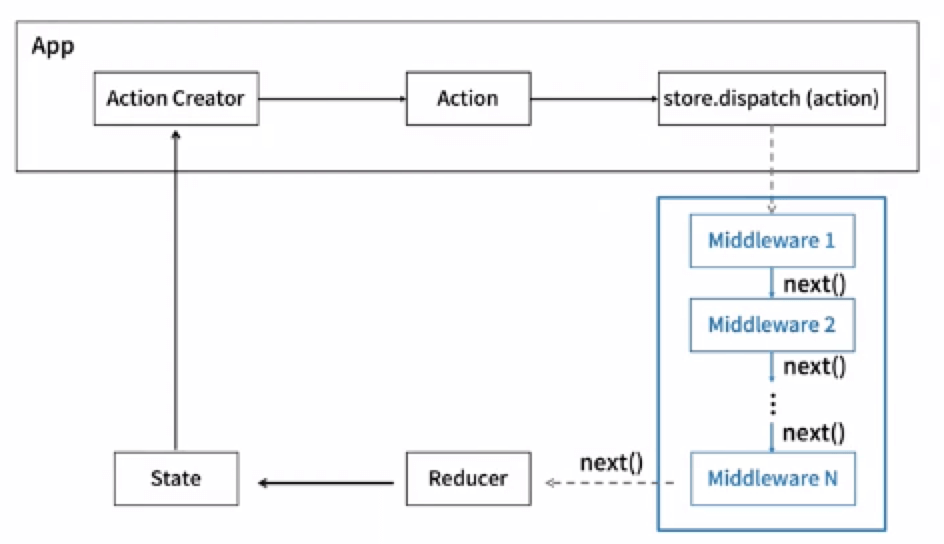 App
Action Creator
Action
store.dispatch (action)
Middleware 1
next()
Middleware 2
next()
⋮
next()
Middleware N
next()
Reducer
State